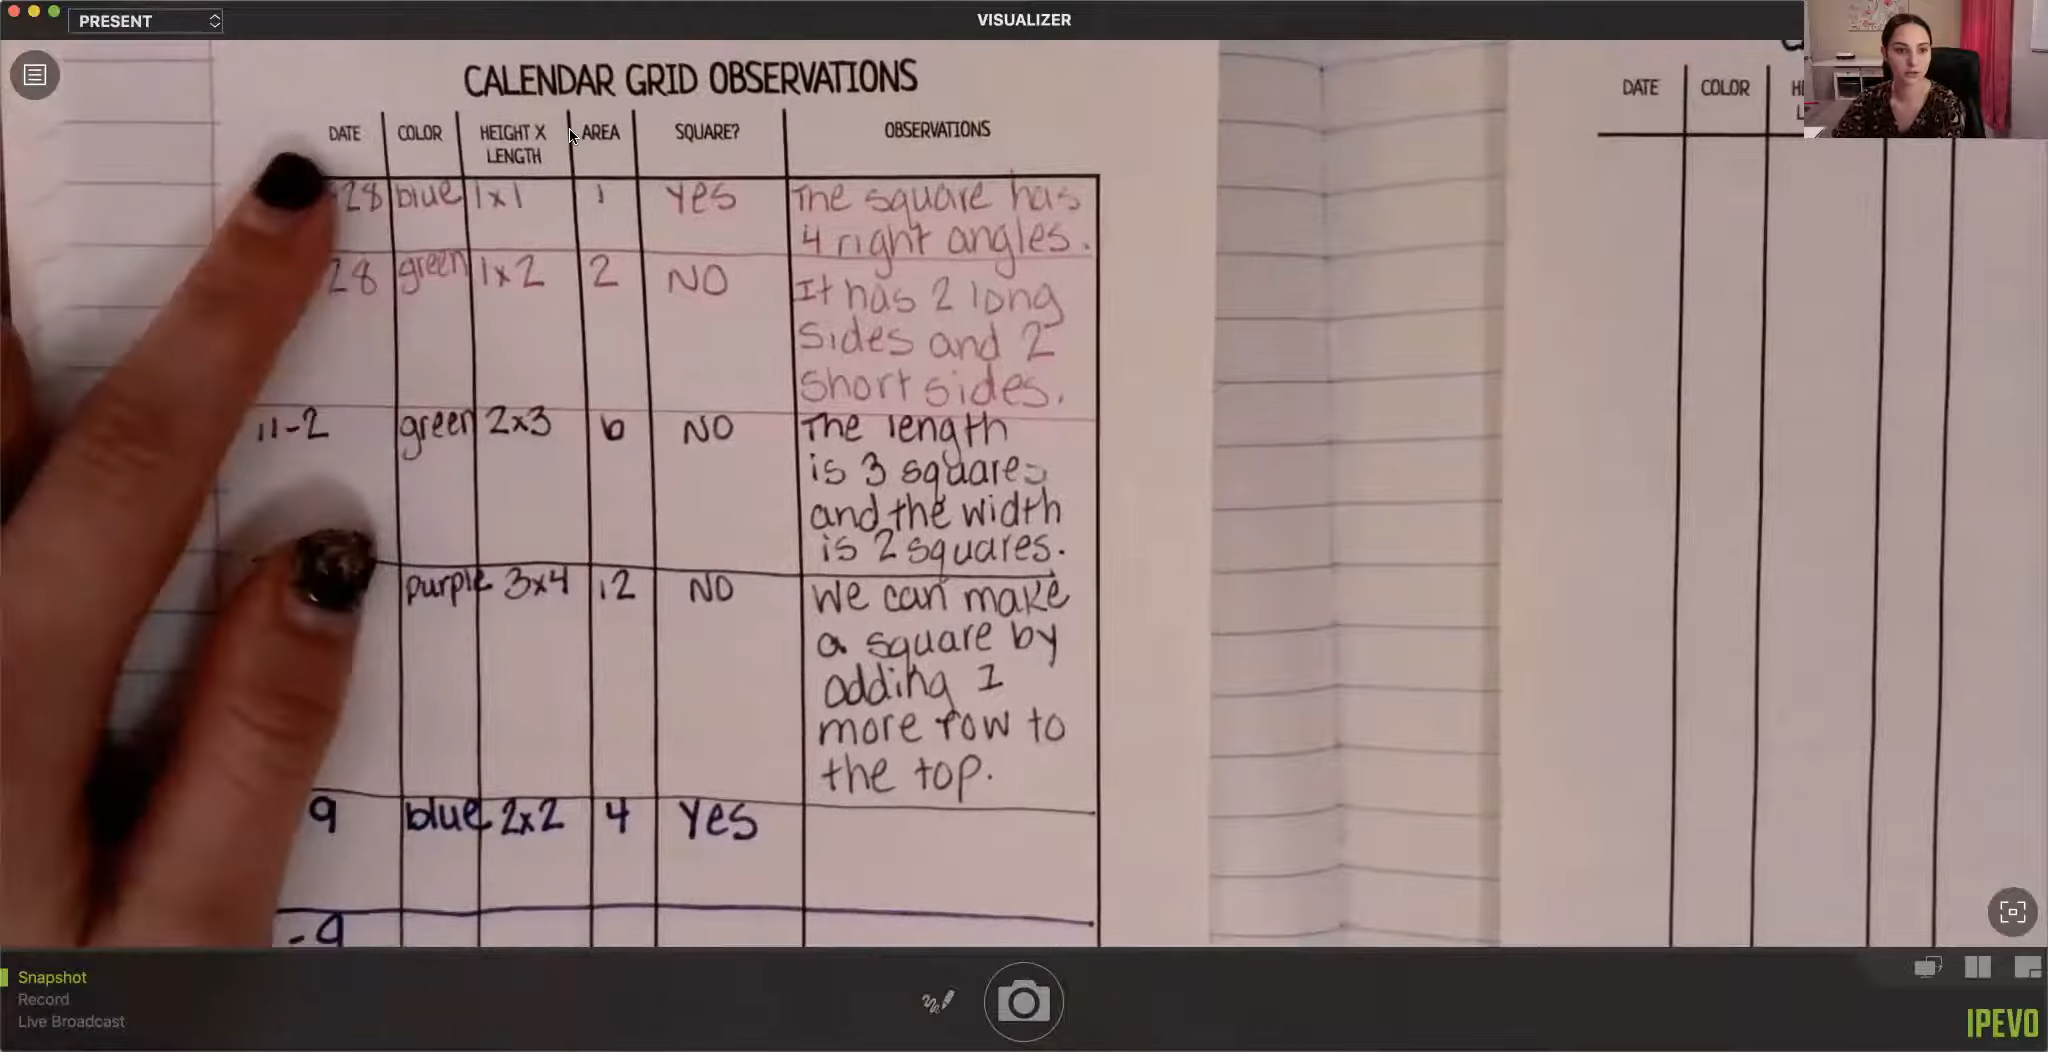 PRESENT
VISUALIZER
CALENDAR GRID OBSERVATIONS
DATE COLOR HEIGHT X LENGTH AREA SQUARE? OBSERVATIONS
28 blue 1x1 1 Yes The square has
4 right angles.
28 green 1x2 2 NO It has 2 long
sides and 2
short sides.
11-2 green 2x3 6 NO The length
is 3 squares
and the width
is 2 squares.
purple 3x4 12 NO We can make
a square by
adding 1
more row to
the top.
9 blue 2x2 4 Yes
-9
DATE COLOR
Snapshot
Record
Live Broadcast
IPEVO